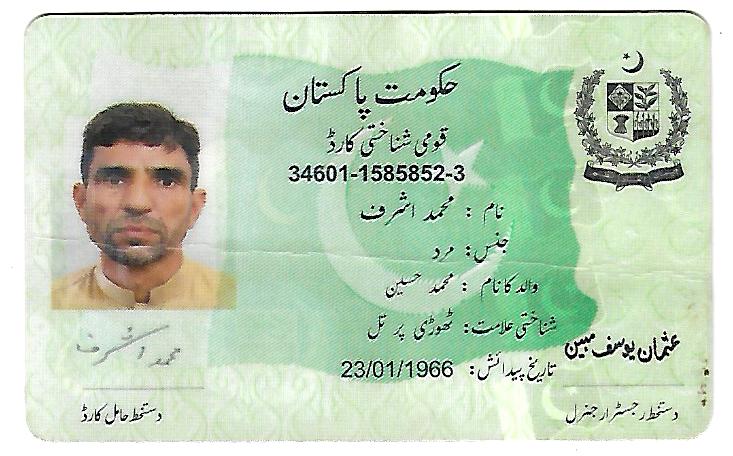 حکومت پاکستان
قومی شناختی کارڈ
34601-1585852-3
نام : محمد اشرف
جنس: مرد
والد کا نام : محمد حسین
شناختی علامت: ٹھوڑی پر تل
تاریخ پیدائش: 23/01/1966
محمد اشرف
دستخط حامل کارڈ
عثمان یوسف مبین
دستخط رجسٹرار جنرل